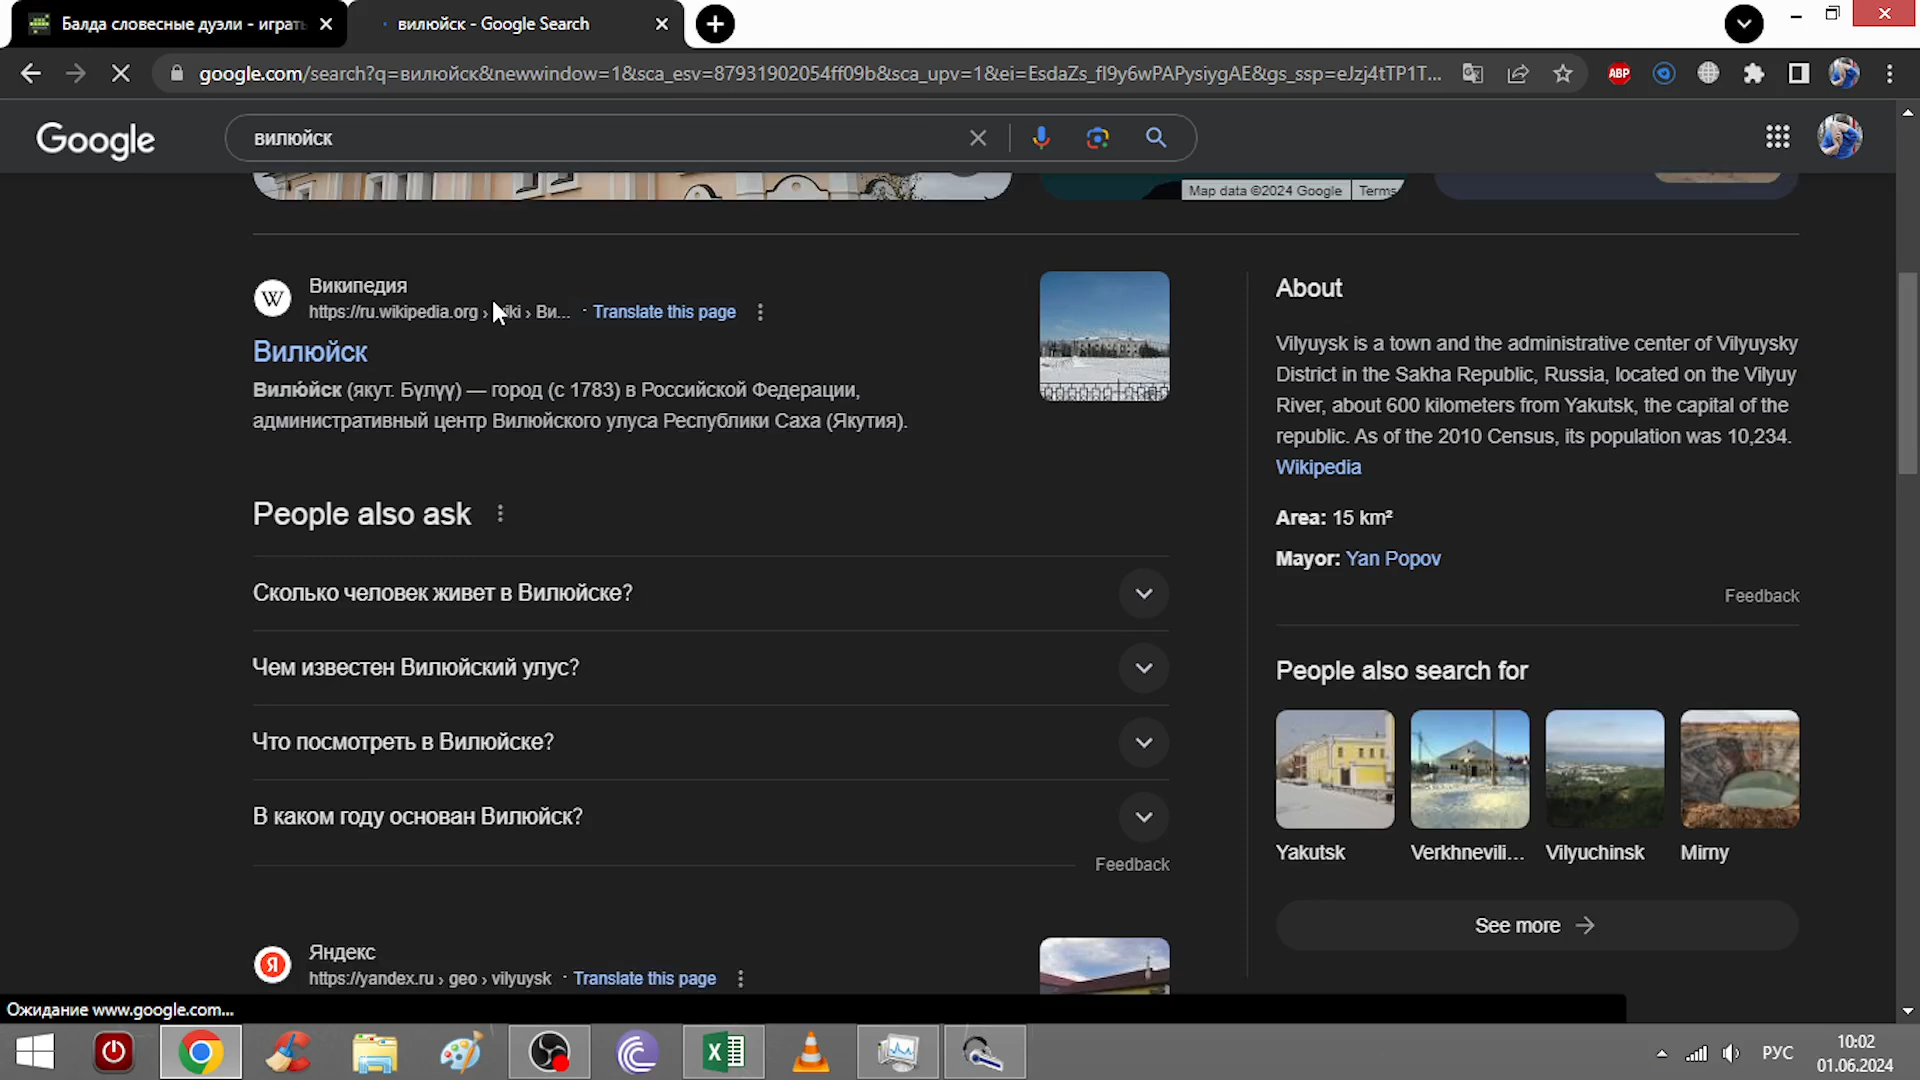 Балда словесные дуэли - играть
вилюйск - Google Search
google.com/search?q=вилюйск&newwindow=1&sca_esv=87931902054ff09b&sca_upv=1&ei=EsdaZs_fI9y6wPAPysiygAE&gs_ssp=eJzj4tTP1T...
ABP
Google
вилюйск
Map data ©2024 Google
Terms
W
Википедия
https://ru.wikipedia.org › wiki › Ви... · Translate this page
Вилюйск
Вилю́йск (якут. Бүлүү) — город (с 1783) в Российской Федерации,
административный центр Вилюйского улуса Республики Саха (Якутия).
People also ask
Сколько человек живет в Вилюйске?
Чем известен Вилюйский улус?
Что посмотреть в Вилюйске?
В каком году основан Вилюйск?
Feedback
Я
Яндекс
https://yandex.ru › geo › vilyuysk · Translate this page
About
Vilyuysk is a town and the administrative center of Vilyuysky
District in the Sakha Republic, Russia, located on the Vilyuy
River, about 600 kilometers from Yakutsk, the capital of the
republic. As of the 2010 Census, its population was 10,234.
Wikipedia
Area: 15 km²
Mayor: Yan Popov
Feedback
People also search for
Yakutsk
Verkhnevili...
Vilyuchinsk
Mirny
See more
Ожидание www.google.com...
РУС
10:02
01.06.2024